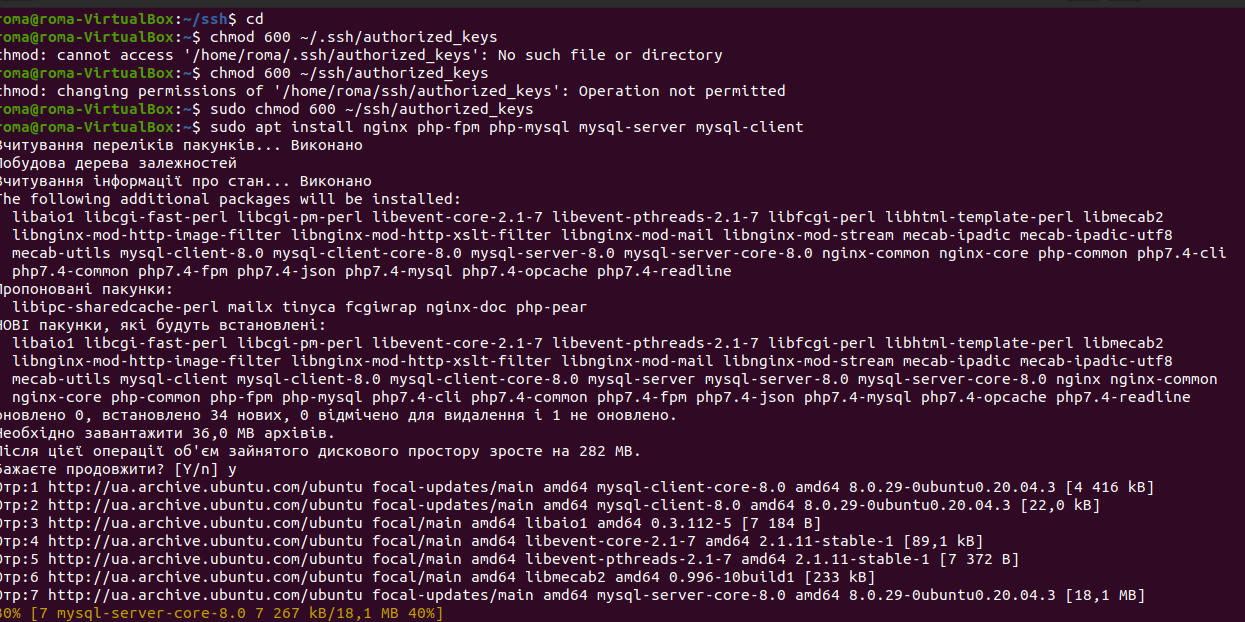 roma@roma-VirtualBox:~/ssh$ cd
roma@roma-VirtualBox:~$ chmod 600 ~/.ssh/authorized_keys
chmod: cannot access '/home/roma/.ssh/authorized_keys': No such file or directory
roma@roma-VirtualBox:~$ chmod 600 ~/ssh/authorized_keys
chmod: changing permissions of '/home/roma/ssh/authorized_keys': Operation not permitted
roma@roma-VirtualBox:~$ sudo chmod 600 ~/ssh/authorized_keys
roma@roma-VirtualBox:~$ sudo apt install nginx php-fpm php-mysql mysql-server mysql-client
Зчитування переліків пакунків... Виконано
Побудова дерева залежностей
Зчитування інформації про стан... Виконано
The following additional packages will be installed:
libaio1 libcgi-fast-perl libcgi-pm-perl libevent-core-2.1-7 libevent-pthreads-2.1-7 libfcgi-perl libhtml-template-perl libmecab2
libnginx-mod-http-image-filter libnginx-mod-http-xslt-filter libnginx-mod-mail libnginx-mod-stream mecab-ipadic mecab-ipadic-utf8
mecab-utils mysql-client-8.0 mysql-client-core-8.0 mysql-server-8.0 mysql-server-core-8.0 nginx-common nginx-core php-common php7.4-cli
php7.4-common php7.4-fpm php7.4-json php7.4-mysql php7.4-opcache php7.4-readline
Пропоновані пакунки:
libipc-sharedcache-perl mailx tinyca fcgiwrap nginx-doc php-pear
НОВІ пакунки, які будуть встановлені:
libaio1 libcgi-fast-perl libcgi-pm-perl libevent-core-2.1-7 libevent-pthreads-2.1-7 libfcgi-perl libhtml-template-perl libmecab2
libnginx-mod-http-image-filter libnginx-mod-http-xslt-filter libnginx-mod-mail libnginx-mod-stream mecab-ipadic mecab-ipadic-utf8
mecab-utils mysql-client mysql-client-8.0 mysql-client-core-8.0 mysql-server mysql-server-8.0 mysql-server-core-8.0 nginx nginx-common
nginx-core php-common php-fpm php-mysql php7.4-cli php7.4-common php7.4-fpm php7.4-json php7.4-mysql php7.4-opcache php7.4-readline
оновлено 0, встановлено 34 нових, 0 відмічено для видалення і 1 не оновлено.
Необхідно завантажити 36,0 MB архівів.
Після цієї операції об'єм зайнятого дискового простору зросте на 282 MB.
Бажаєте продовжити? [Y/n] y
Отр:1 http://ua.archive.ubuntu.com/ubuntu focal-updates/main amd64 mysql-client-core-8.0 amd64 8.0.29-0ubuntu0.20.04.3 [4 416 kB]
Отр:2 http://ua.archive.ubuntu.com/ubuntu focal-updates/main amd64 mysql-client-8.0 amd64 8.0.29-0ubuntu0.20.04.3 [22,0 kB]
Отр:3 http://ua.archive.ubuntu.com/ubuntu focal/main amd64 libaio1 amd64 0.3.112-5 [7 184 B]
Отр:4 http://ua.archive.ubuntu.com/ubuntu focal/main amd64 libevent-core-2.1-7 amd64 2.1.11-stable-1 [89,1 kB]
Отр:5 http://ua.archive.ubuntu.com/ubuntu focal/main amd64 libevent-pthreads-2.1-7 amd64 2.1.11-stable-1 [7 372 B]
Отр:6 http://ua.archive.ubuntu.com/ubuntu focal/main amd64 libmecab2 amd64 0.996-10build1 [233 kB]
Отр:7 http://ua.archive.ubuntu.com/ubuntu focal-updates/main amd64 mysql-server-core-8.0 amd64 8.0.29-0ubuntu0.20.04.3 [18,1 MB]
30% [7 mysql-server-core-8.0 7 267 kB/18,1 MB 40%]